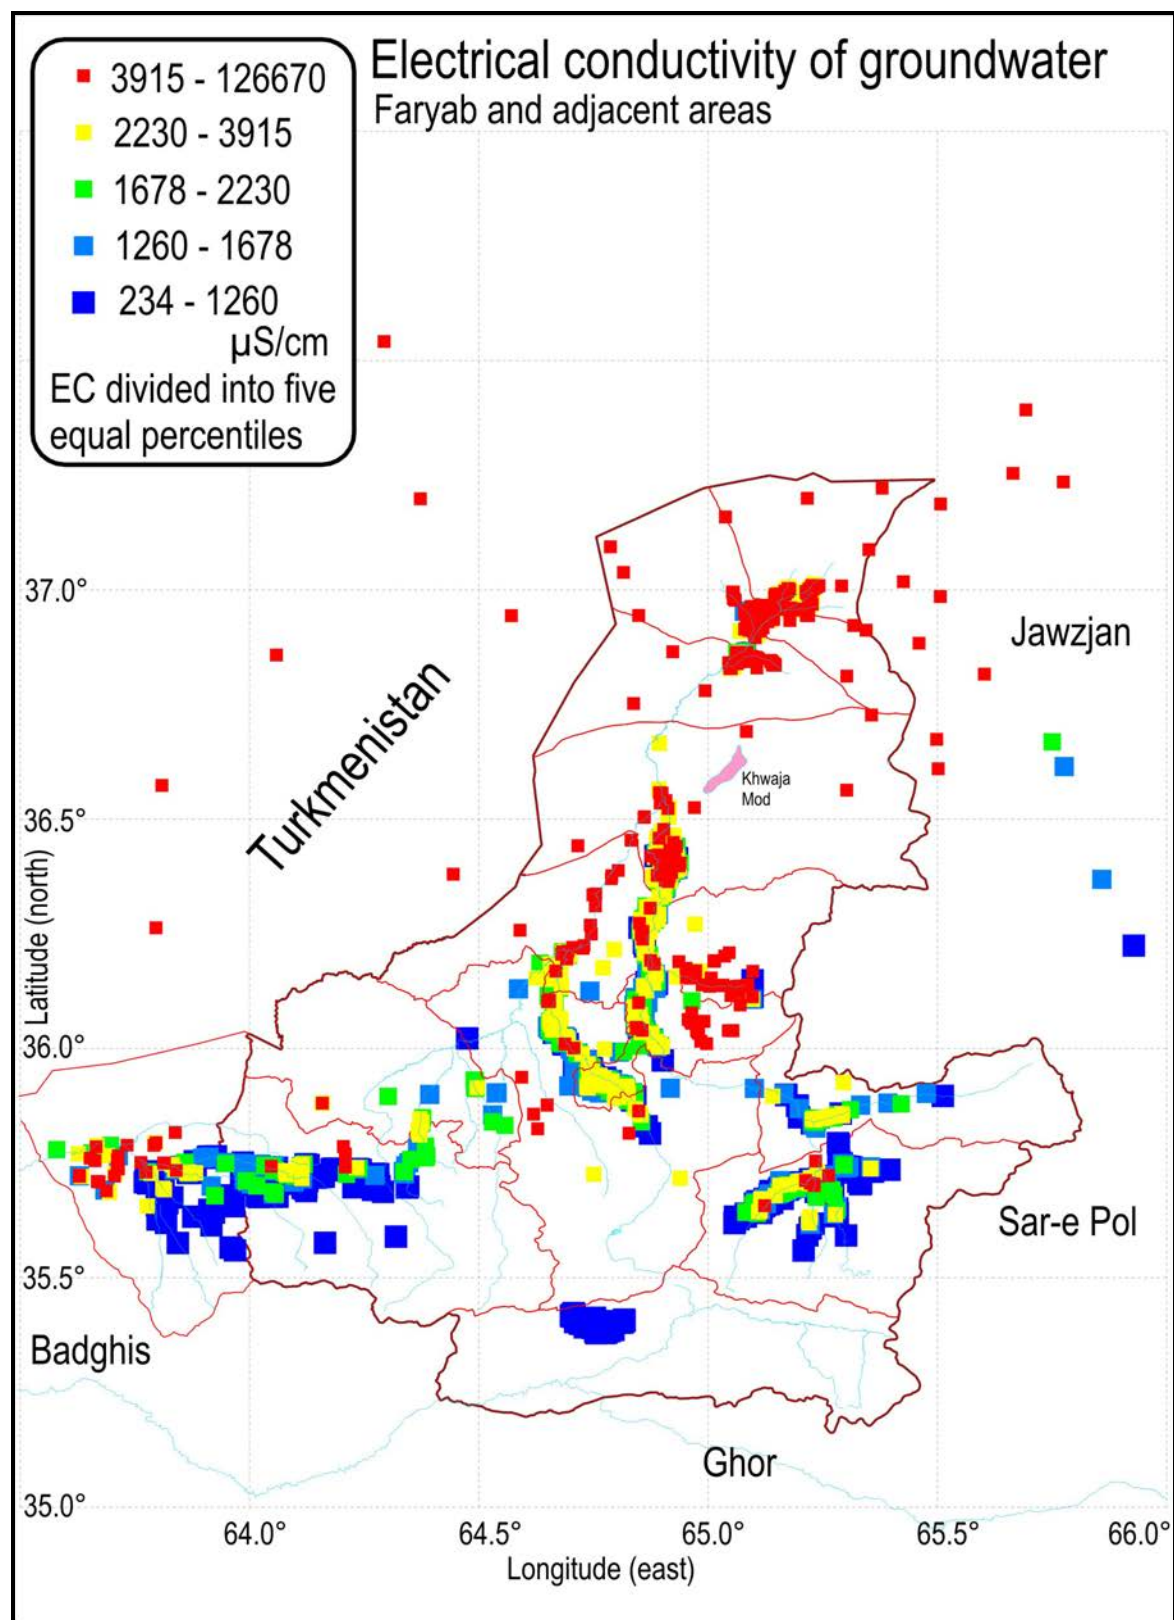 Electrical conductivity of groundwater
Faryab and adjacent areas
3915 - 126670
2230 - 3915
1678 - 2230
1260 - 1678
234 - 1260
µS/cm
EC divided into five
equal percentiles
37.0°
36.5°
36.0°
35.5°
35.0°
Latitude (north)
Turkmenistan
Jawzjan
Khwaja
Mod
Sar-e Pol
Badghis
Ghor
64.0°
64.5°
65.0°
65.5°
66.0°
Longitude (east)